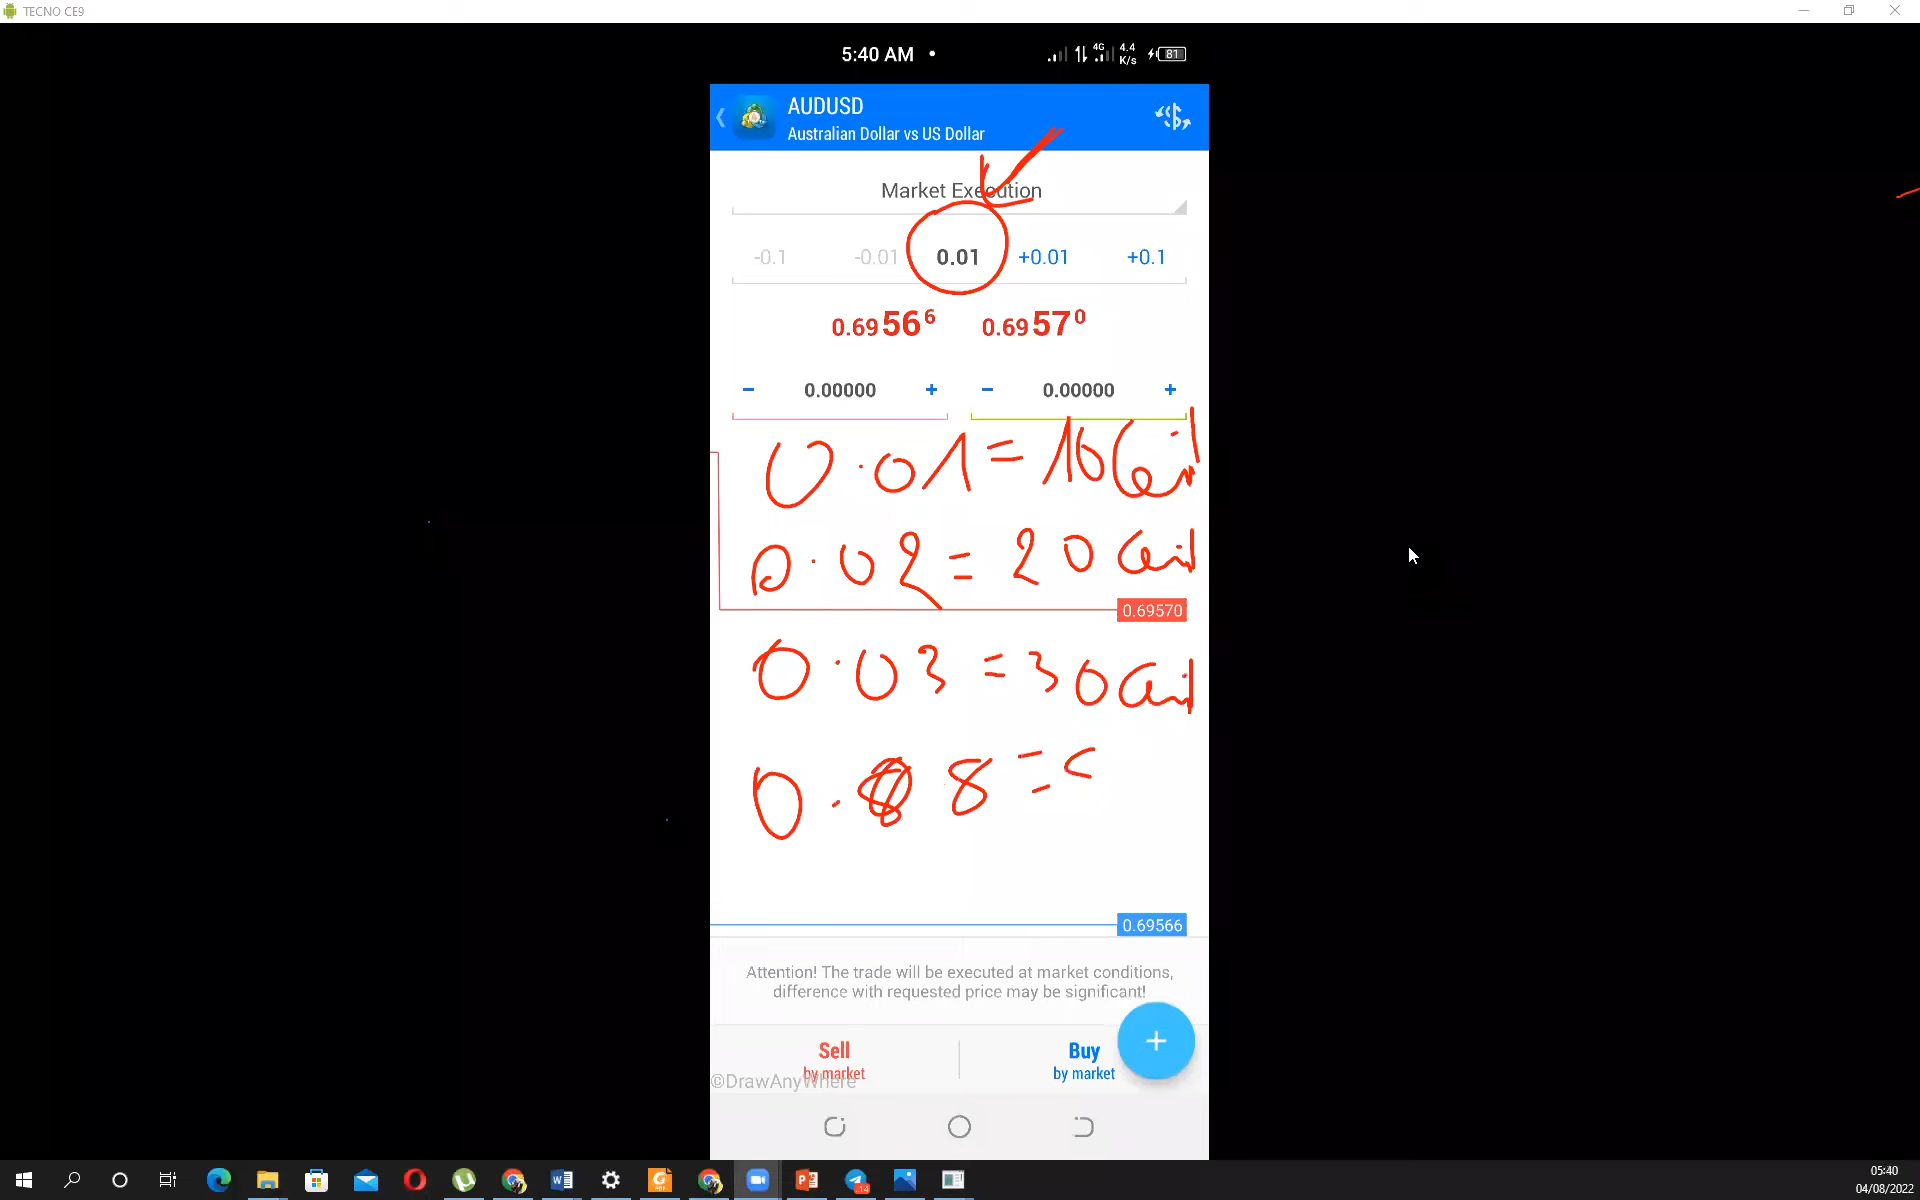 TECNO CE9
5:40 AM
4G
4.4
K/s
81
AUDUSD
Australian Dollar vs US Dollar
Market Execution
-0.1 -0.01 0.01 +0.01 +0.1
0.69566 0.69570
- 0.00000 + - 0.00000 +
0.01 = 10 Cent
0.02 = 20 Cent
0.69570
0.03 = 30 Cent
0.08 =
0.69566
Attention! The trade will be executed at market conditions,
difference with requested price may be significant!
Sell
by market
Buy
by market
+
©DrawAnyWhere
14
05:40
04/08/2022